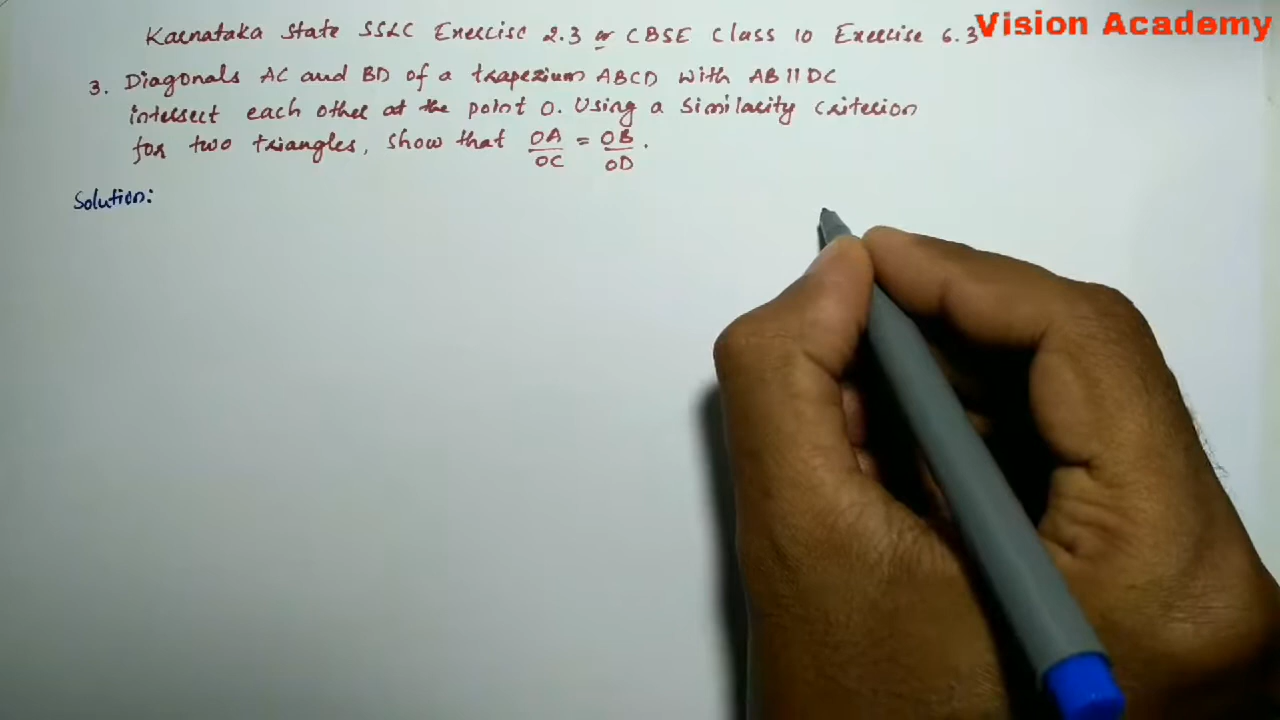 Karnataka State SSLC Exercise 2.3 or CBSE Class 10 Exercise 6.3
Vision Academy
3. Diagonals AC and BD of a trapezium ABCD with AB || DC
intersect each other at the point O. Using a similarity criterion
for two triangles, show that OA/OC = OB/OD.
Solution: